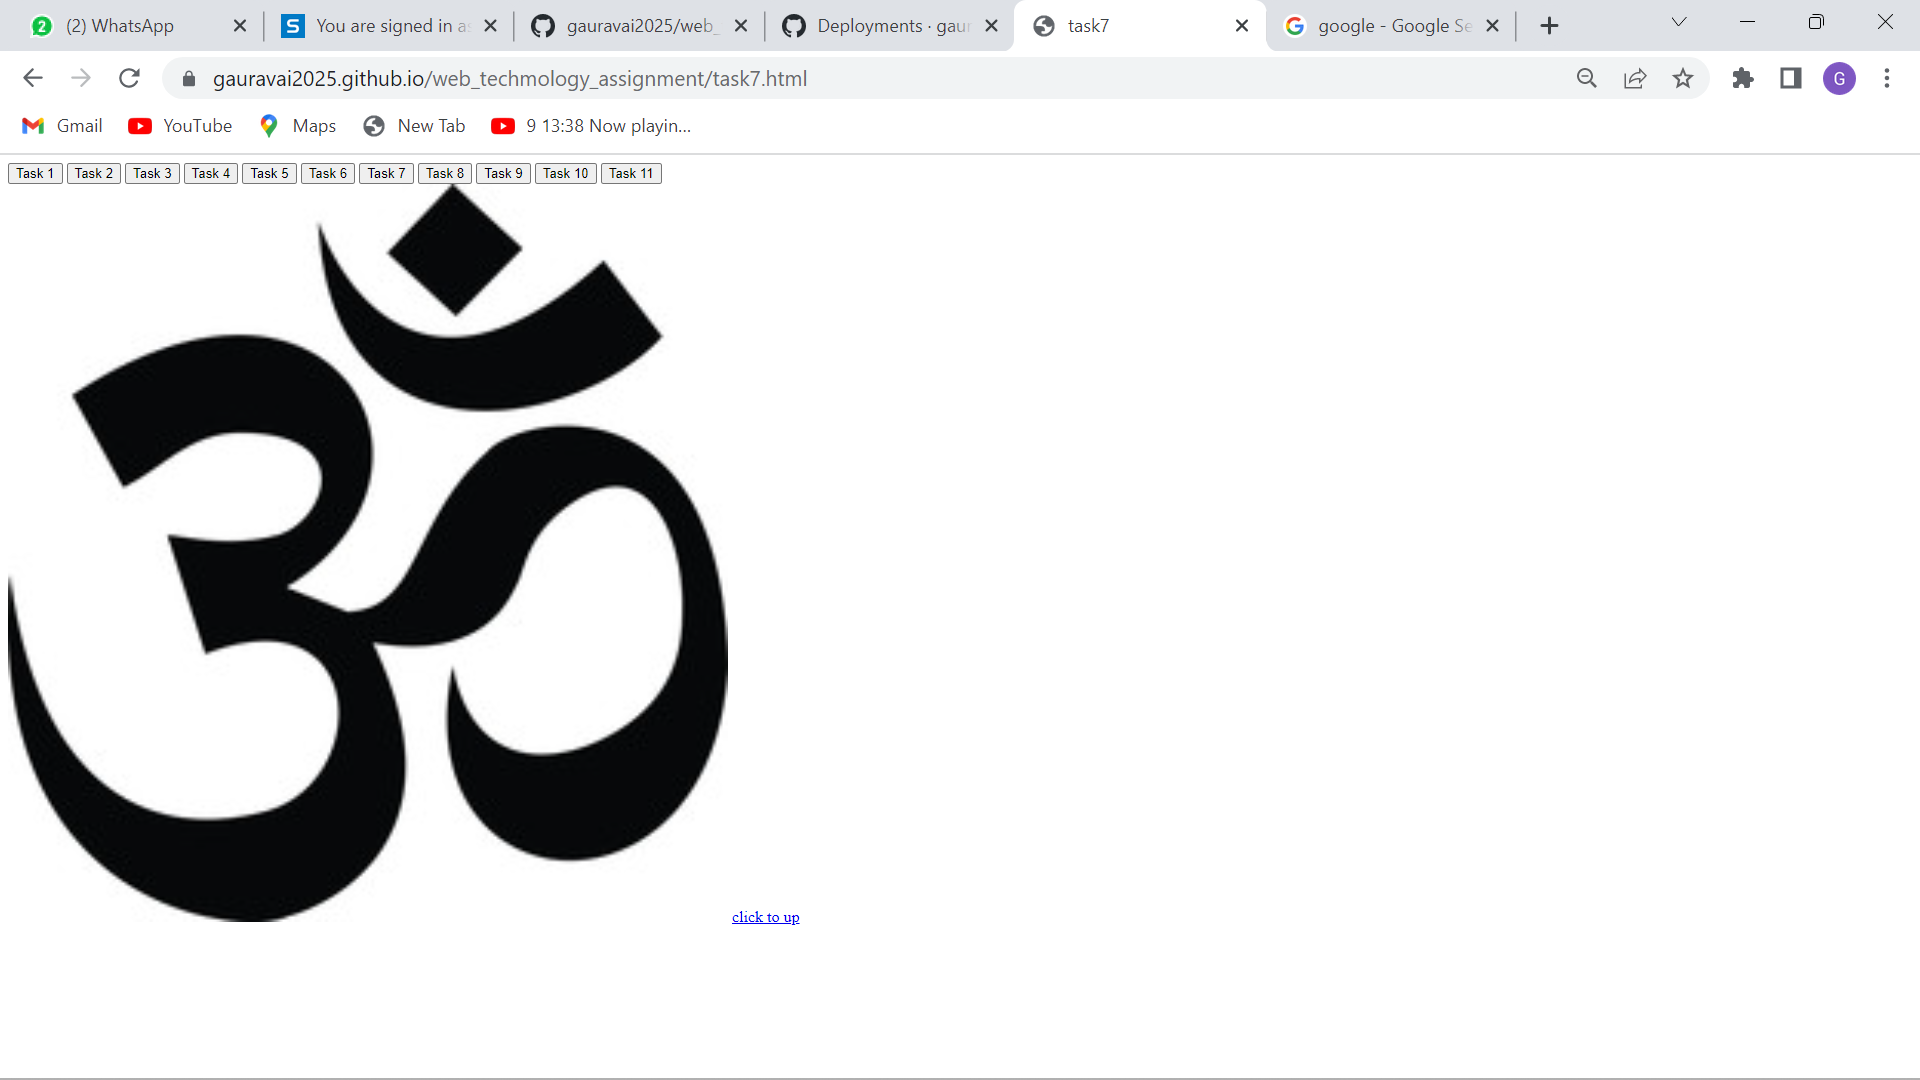 2 (2) WhatsApp S You are signed in as gauravai2025/web_ Deployments · gaur task7 google - Google Se
gauravai2025.github.io/web_techmology_assignment/task7.html G
Gmail YouTube Maps New Tab 9 13:38 Now playin...
Task 1 Task 2 Task 3 Task 4 Task 5 Task 6 Task 7 Task 8 Task 9 Task 10 Task 11
ॐ
click to up